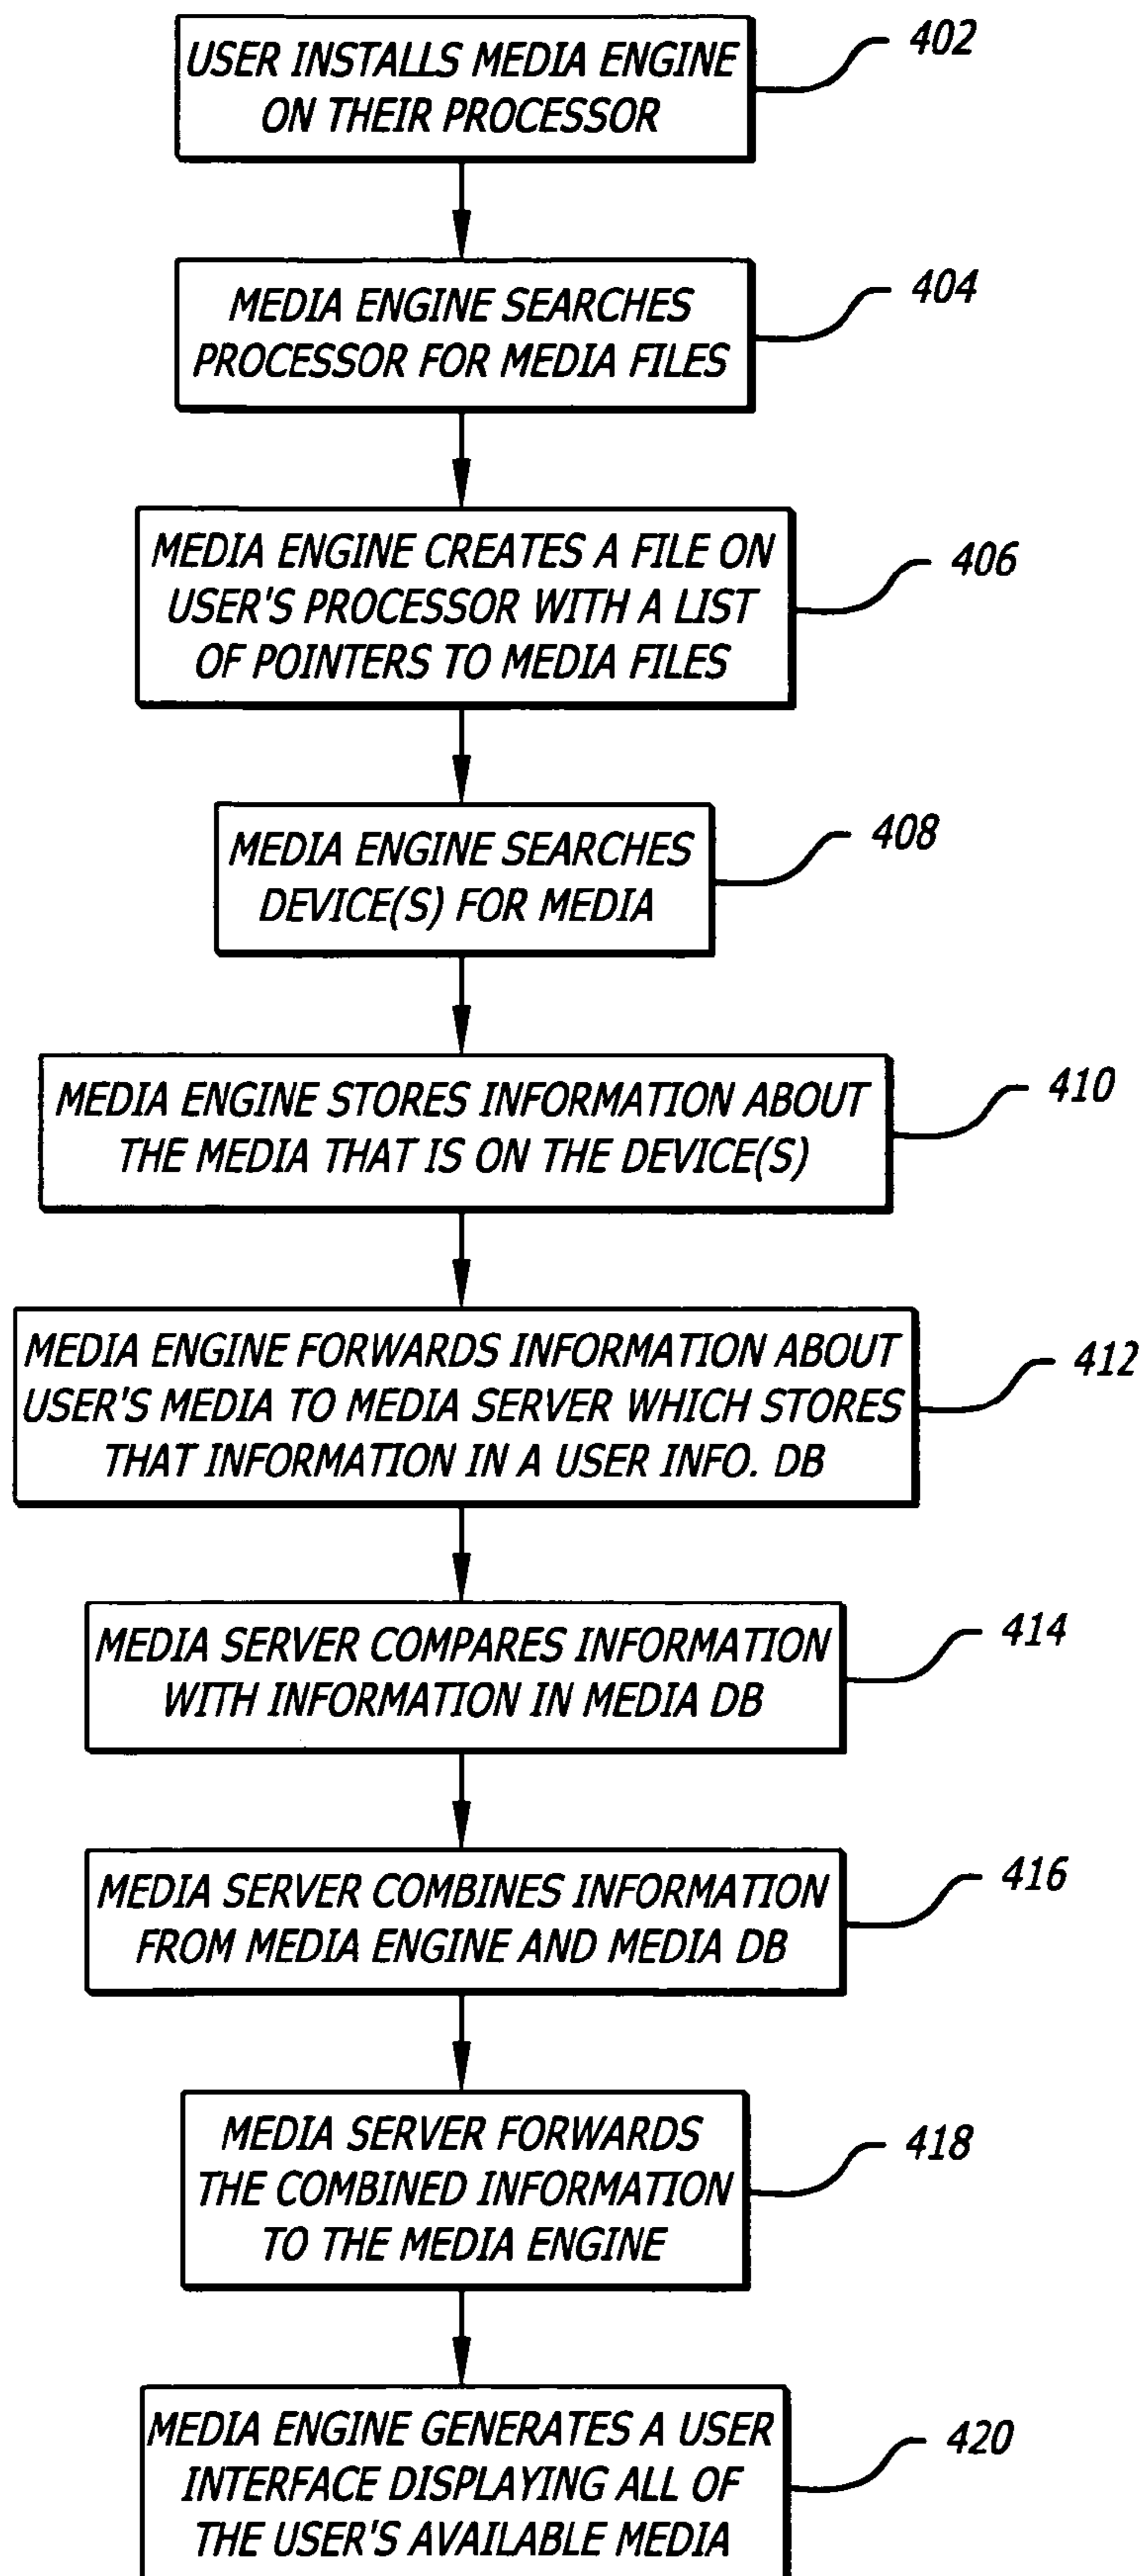 USER INSTALLS MEDIA ENGINE
ON THEIR PROCESSOR
402
MEDIA ENGINE SEARCHES
PROCESSOR FOR MEDIA FILES
404
MEDIA ENGINE CREATES A FILE ON
USER'S PROCESSOR WITH A LIST
OF POINTERS TO MEDIA FILES
406
MEDIA ENGINE SEARCHES
DEVICE(S) FOR MEDIA
408
MEDIA ENGINE STORES INFORMATION ABOUT
THE MEDIA THAT IS ON THE DEVICE(S)
410
MEDIA ENGINE FORWARDS INFORMATION ABOUT
USER'S MEDIA TO MEDIA SERVER WHICH STORES
THAT INFORMATION IN A USER INFO. DB
412
MEDIA SERVER COMPARES INFORMATION
WITH INFORMATION IN MEDIA DB
414
MEDIA SERVER COMBINES INFORMATION
FROM MEDIA ENGINE AND MEDIA DB
416
MEDIA SERVER FORWARDS
THE COMBINED INFORMATION
TO THE MEDIA ENGINE
418
MEDIA ENGINE GENERATES A USER
INTERFACE DISPLAYING ALL OF
THE USER'S AVAILABLE MEDIA
420